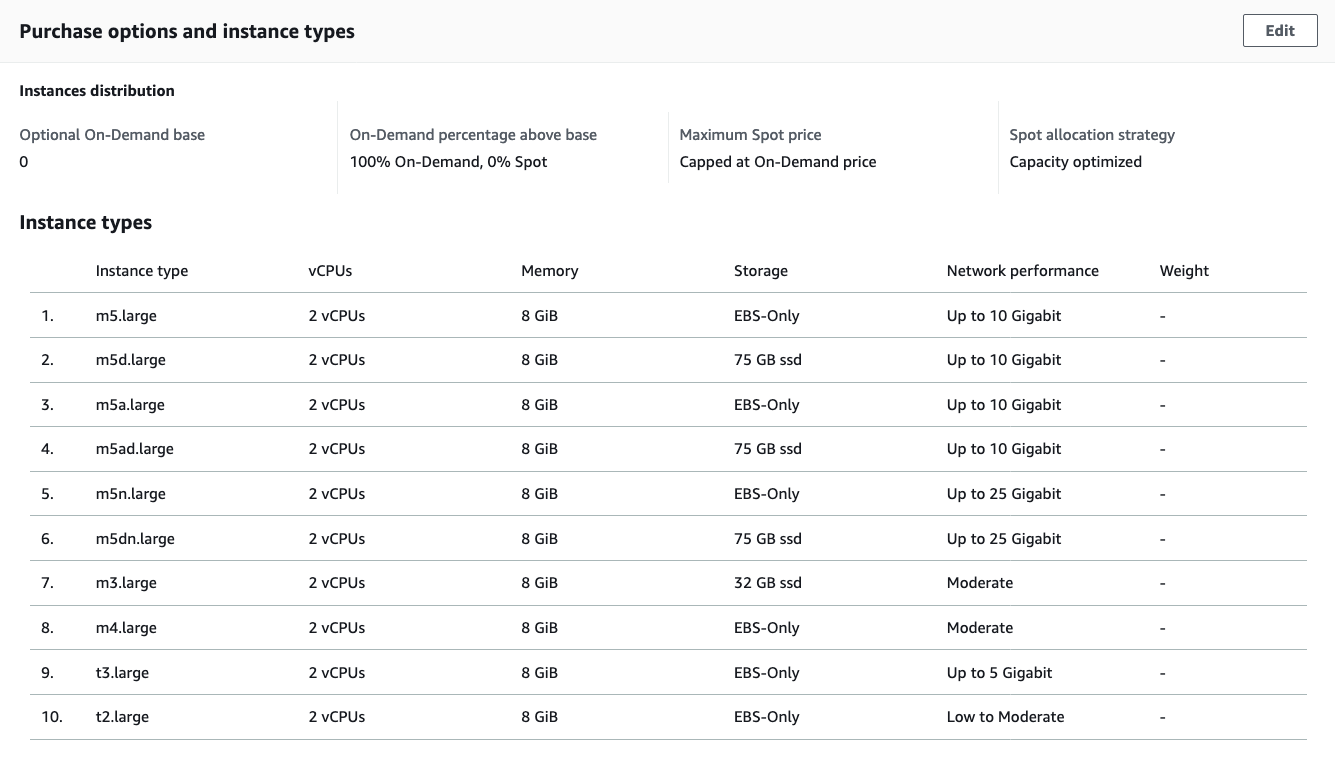 Purchase options and instance types
Edit
Instances distribution
Optional On-Demand base
0
On-Demand percentage above base
100% On-Demand, 0% Spot
Maximum Spot price
Capped at On-Demand price
Spot allocation strategy
Capacity optimized
Instance types
Instance type vCPUs Memory Storage Network performance Weight
1. m5.large 2 vCPUs 8 GiB EBS-Only Up to 10 Gigabit -
2. m5d.large 2 vCPUs 8 GiB 75 GB ssd Up to 10 Gigabit -
3. m5a.large 2 vCPUs 8 GiB EBS-Only Up to 10 Gigabit -
4. m5ad.large 2 vCPUs 8 GiB 75 GB ssd Up to 10 Gigabit -
5. m5n.large 2 vCPUs 8 GiB EBS-Only Up to 25 Gigabit -
6. m5dn.large 2 vCPUs 8 GiB 75 GB ssd Up to 25 Gigabit -
7. m3.large 2 vCPUs 8 GiB 32 GB ssd Moderate -
8. m4.large 2 vCPUs 8 GiB EBS-Only Moderate -
9. t3.large 2 vCPUs 8 GiB EBS-Only Up to 5 Gigabit -
10. t2.large 2 vCPUs 8 GiB EBS-Only Low to Moderate -